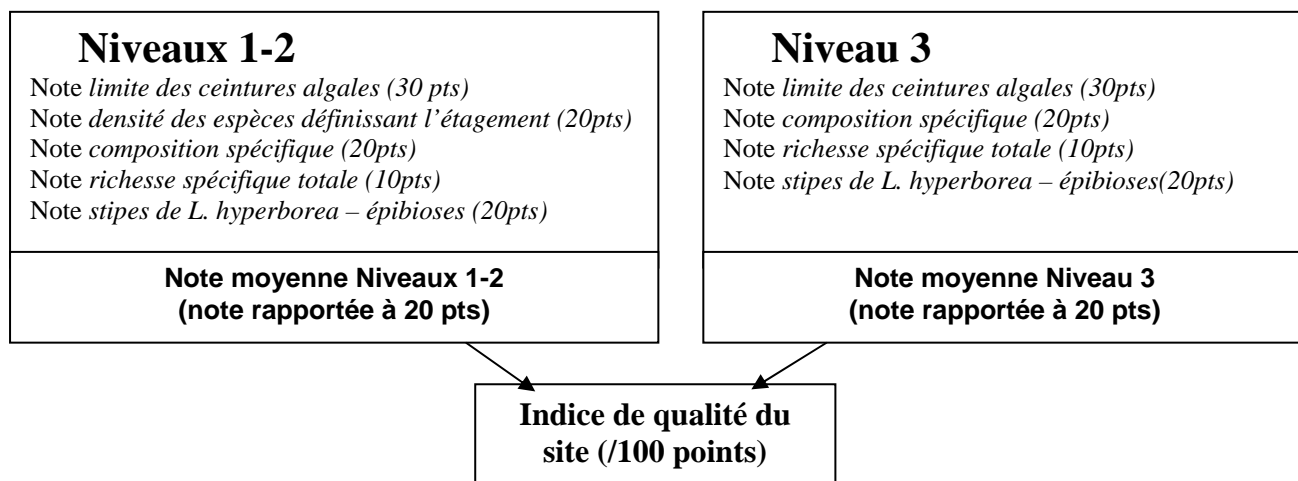 Niveaux 1-2
Note limite des ceintures algales (30 pts)
Note densité des espèces définissant l'étagement (20pts)
Note composition spécifique (20pts)
Note richesse spécifique totale (10pts)
Note stipes de L. hyperborea – épibioses (20pts)
Note moyenne Niveaux 1-2
(note rapportée à 20 pts)
Niveau 3
Note limite des ceintures algales (30pts)
Note composition spécifique (20pts)
Note richesse spécifique totale (10pts)
Note stipes de L. hyperborea – épibioses(20pts)
Note moyenne Niveau 3
(note rapportée à 20 pts)
Indice de qualité du
site (/100 points)